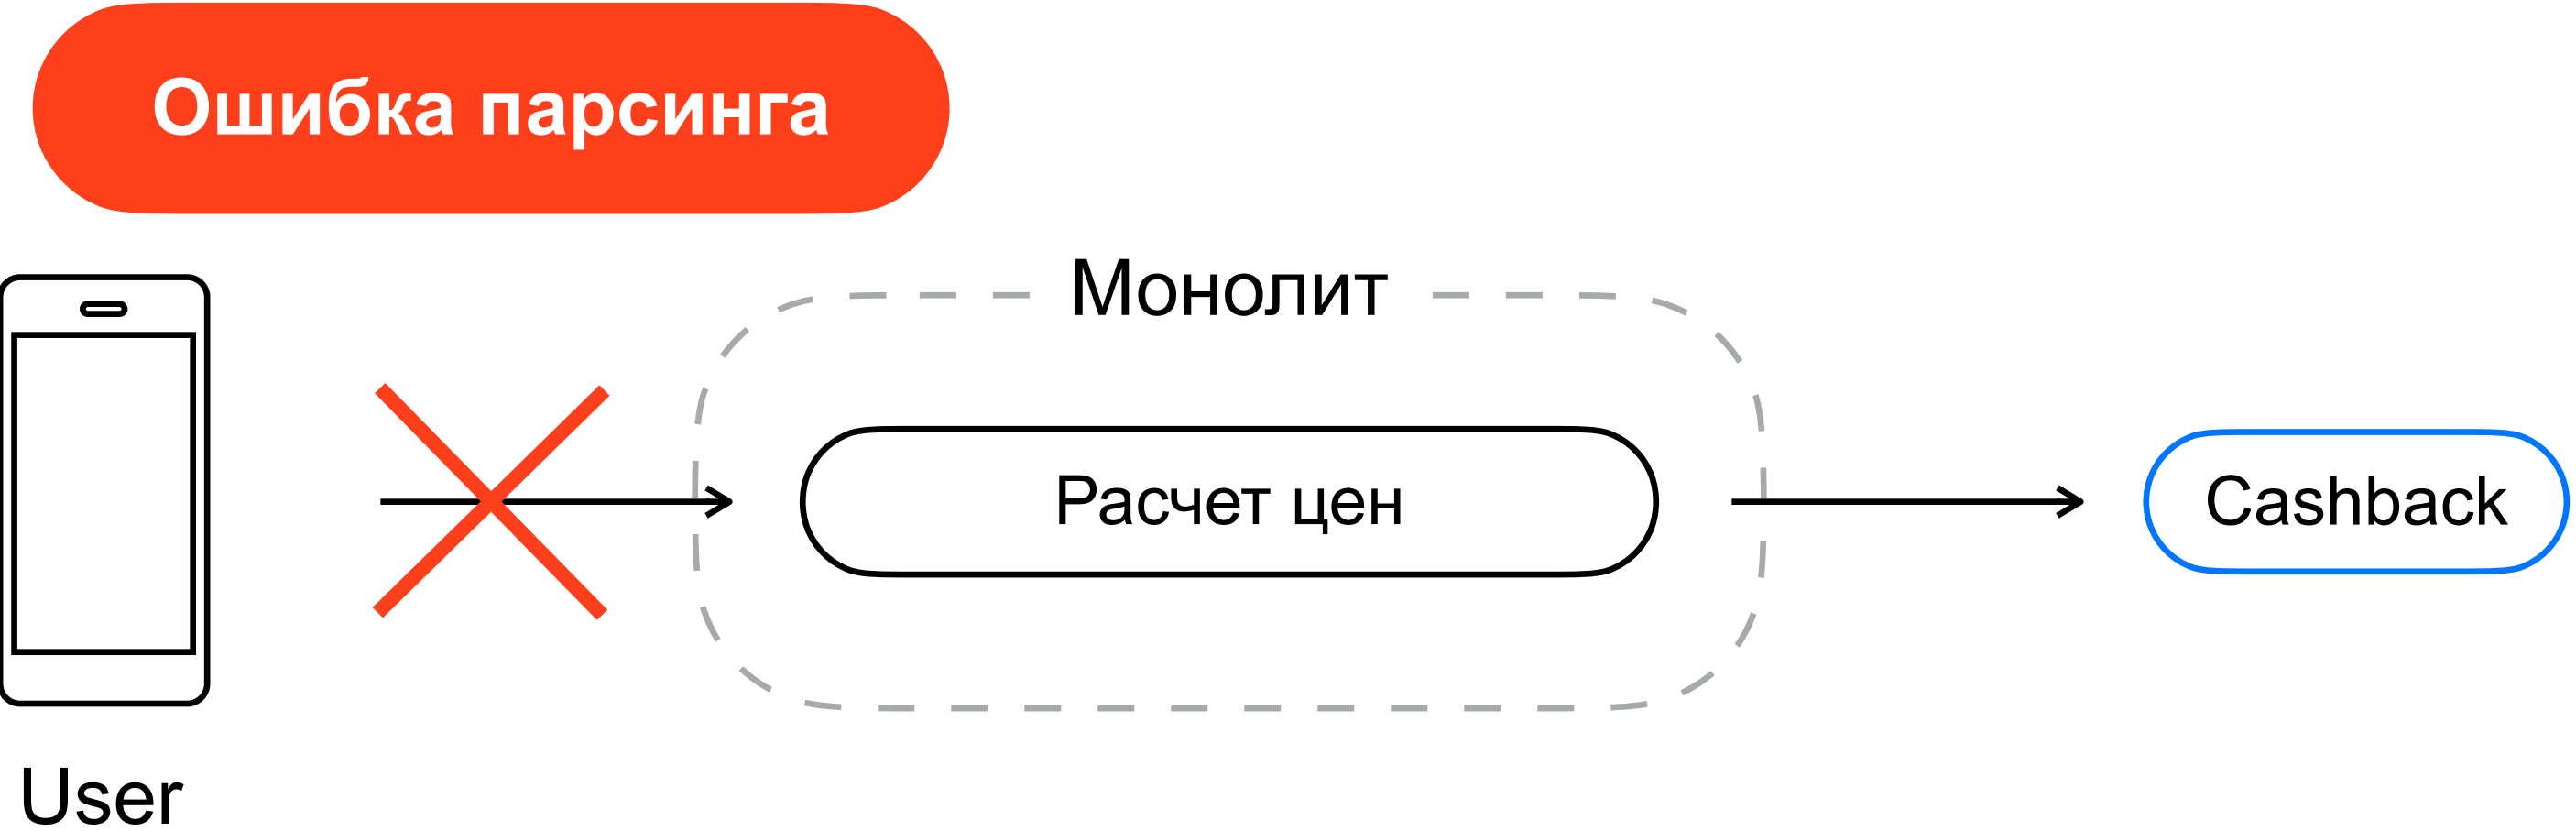 Ошибка парсинга
Монолит
Расчет цен
Cashback
User